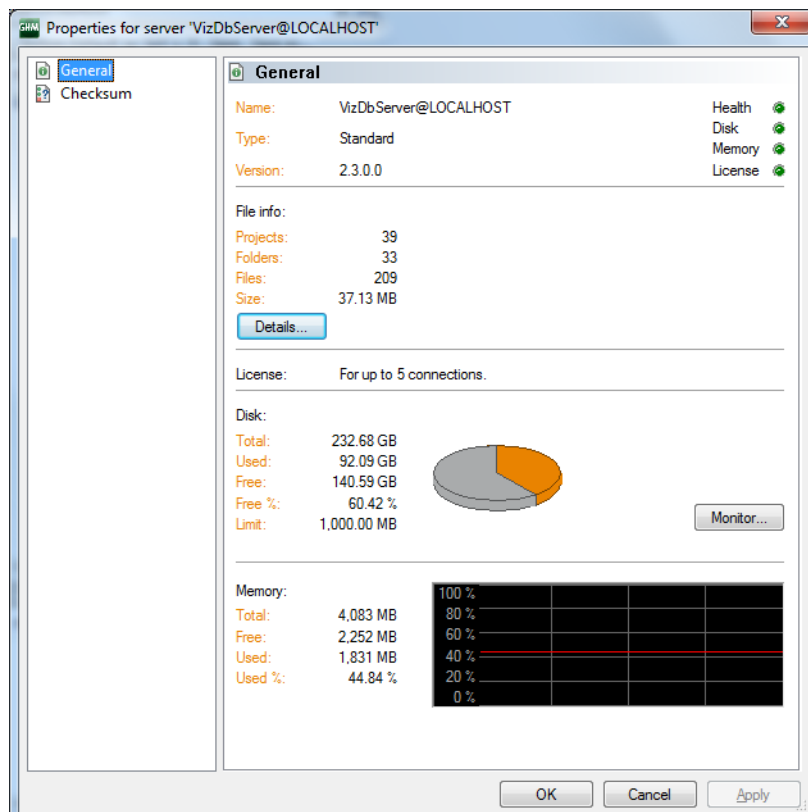 GHM Properties for server 'VizDbServer@LOCALHOST'
General
Checksum
General
Name: VizDbServer@LOCALHOST
Type: Standard
Version: 2.3.0.0
Health
Disk
Memory
License
File info:
Projects: 39
Folders: 33
Files: 209
Size: 37.13 MB
Details...
License: For up to 5 connections.
Disk:
Total: 232.68 GB
Used: 92.09 GB
Free: 140.59 GB
Free %: 60.42 %
Limit: 1,000.00 MB
Monitor...
Memory:
Total: 4,083 MB
Free: 2,252 MB
Used: 1,831 MB
Used %: 44.84 %
100 %
80 %
60 %
40 %
20 %
0 %
OK Cancel Apply